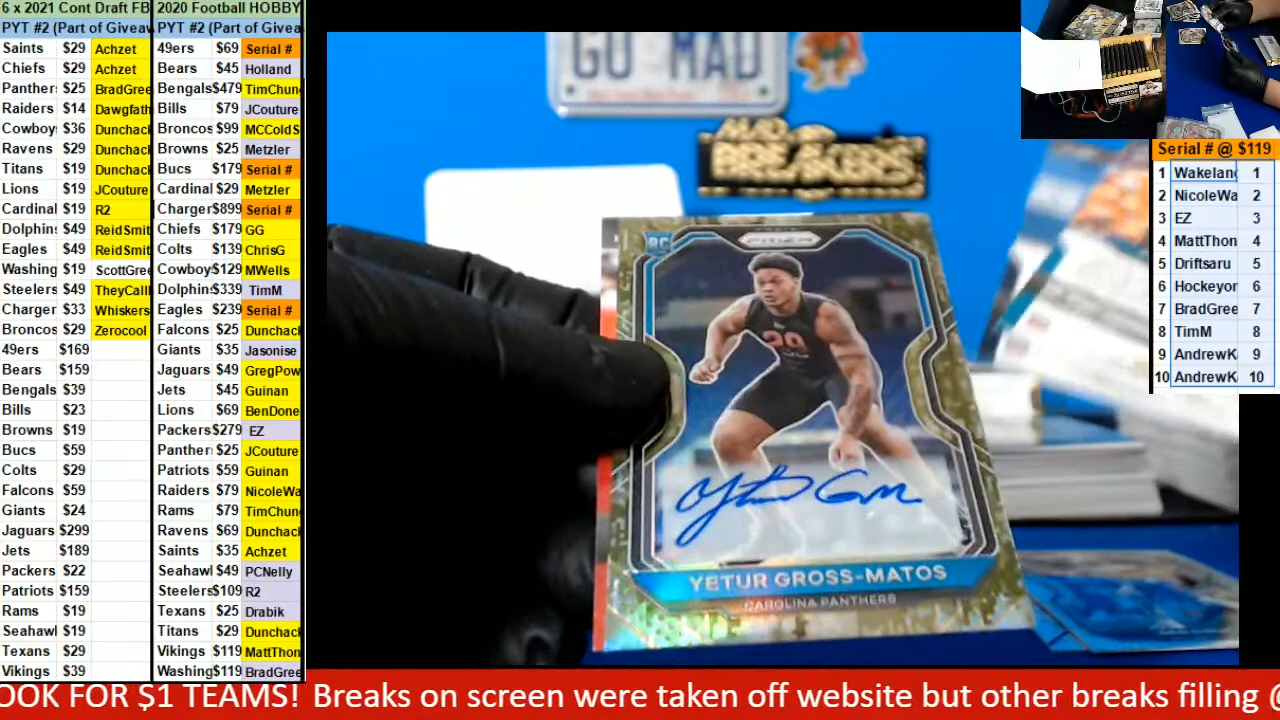 6 x 2021 Cont Draft FB
PYT #2 (Part of Giveaw
Saints $29 Achzet
Chiefs $29 Achzet
Panthers $25 BradGree
Raiders $14 Dawgfath
Cowboy $36 Dunchack
Ravens $29 Dunchack
Titans $19 Dunchack
Lions $19 JCouture
Cardinal $19 R2
Dolphins $49 ReidSmit
Eagles $49 ReidSmit
Washing $19 ScottGree
Steelers $49 TheyCalll
Charger $33 Whiskers
Broncos $29 Zerocool
49ers $169
Bears $159
Bengals $39
Bills $23
Browns $19
Bucs $59
Colts $29
Falcons $59
Giants $24
Jaguars $299
Jets $189
Packers $22
Patriots $159
Rams $19
Seahawl $19
Texans $29
Vikings $39
2020 Football HOBBY
PYT #2 (Part of Giveaw
49ers $69 Serial #
Bears $45 Holland
Bengals $479 TimChun
Bills $79 JCouture
Broncos $99 MCColdS
Browns $25 Metzler
Bucs $179 Serial #
Cardinal $29 Metzler
Charger $899 Serial #
Chiefs $179 GG
Colts $139 ChrisG
Cowboy $129 MWells
Dolphin $339 TimM
Eagles $239 Serial #
Falcons $25 Dunchack
Giants $35 Jasonise
Jaguars $49 GregPow
Jets $45 Guinan
Lions $69 BenDone
Packers $279 EZ
Panther $25 JCouture
Patriots $59 Guinan
Raiders $79 NicoleWa
Rams $79 TimChun
Ravens $69 Dunchack
Saints $35 Achzet
Seahawl $49 PCNelly
Steelers $109 R2
Texans $25 Drabik
Titans $29 Dunchack
Vikings $119 MattThon
Washing $119 BradGree
GO MAD
MAD
BREAKERS
RC
PRIZM
20
YETUR GROSS-MATOS
CAROLINA PANTHERS
Serial # @ $119
1 Wakeland 1
2 NicoleWa 2
3 EZ 3
4 MattThon 4
5 Driftsaru 5
6 Hockeyor 6
7 BradGree 7
8 TimM 8
9 AndrewK 9
10 AndrewK 10
OOK FOR $1 TEAMS! Breaks on screen were taken off website but other breaks filling @